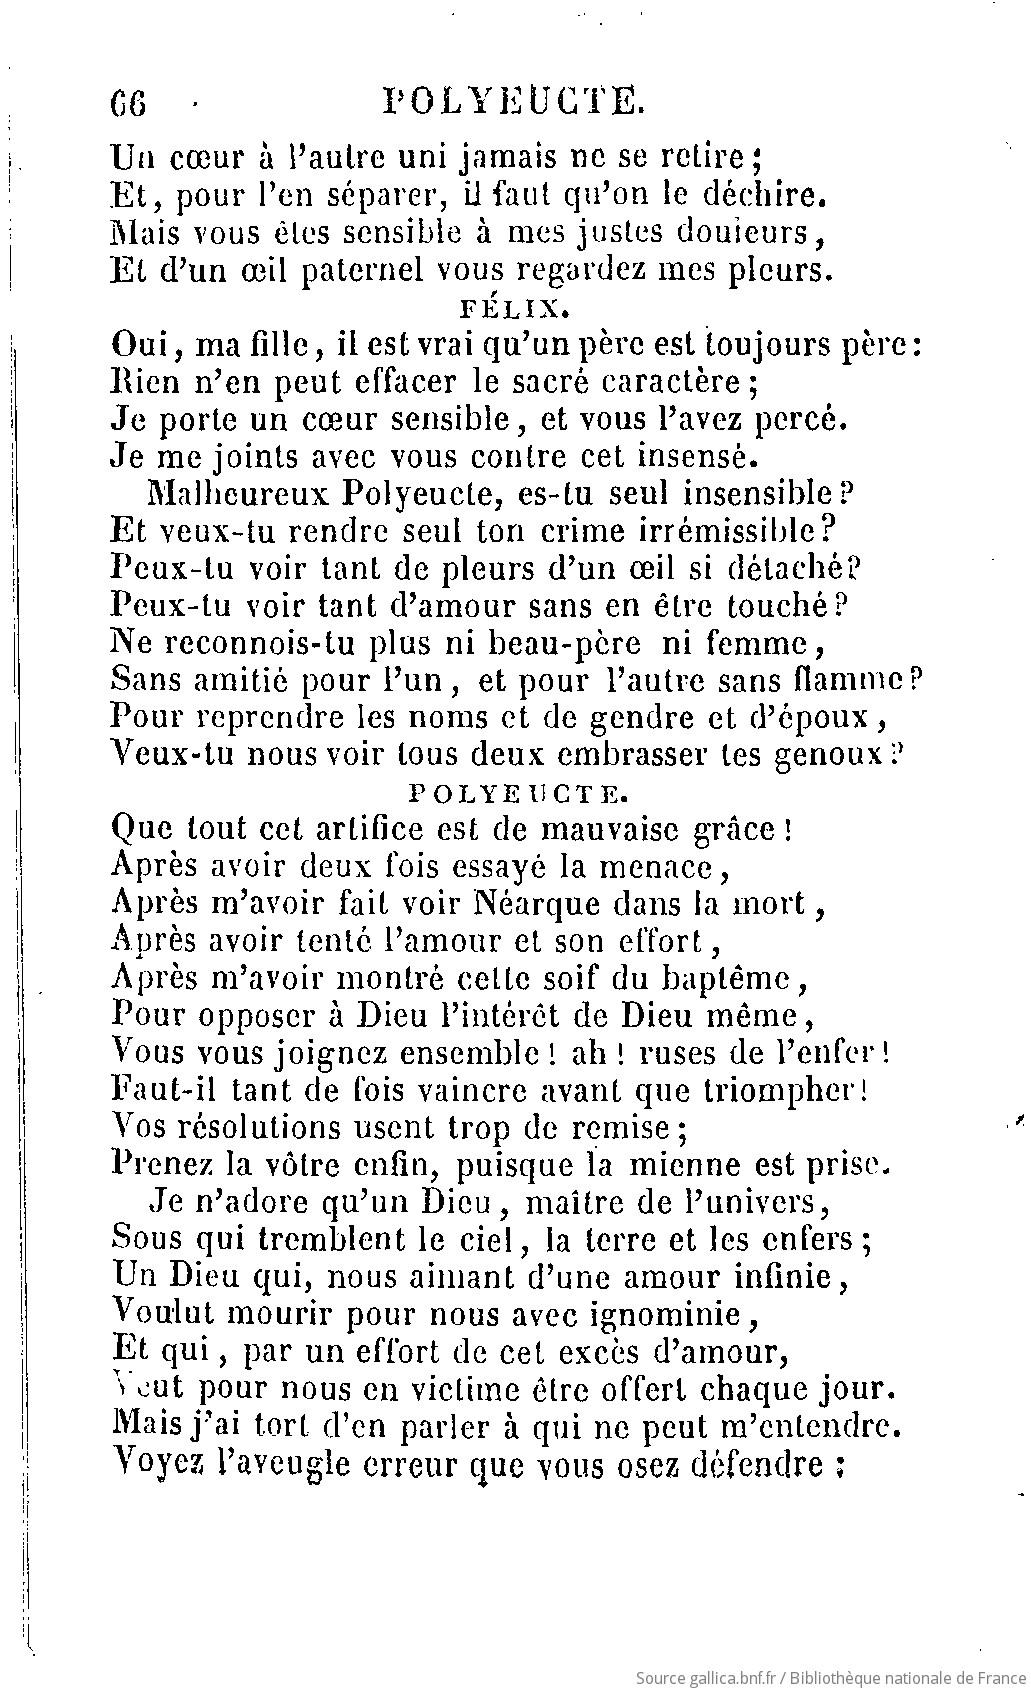 66 POLYEUCTE.
Un cœur à l'autre uni jamais ne se retire ;
Et, pour l'en séparer, il faut qu'on le déchire.
Mais vous êtes sensible à mes justes douleurs,
Et d'un œil paternel vous regardez mes pleurs.
FÉLIX.
Oui, ma fille, il est vrai qu'un père est toujours père :
Rien n'en peut effacer le sacré caractère ;
Je porte un cœur sensible, et vous l'avez percé.
Je me joints avec vous contre cet insensé.
Malheureux Polyeucte, es-tu seul insensible ?
Et veux-tu rendre seul ton crime irrémissible ?
Peux-tu voir tant de pleurs d'un œil si détaché ?
Peux-tu voir tant d'amour sans en être touché ?
Ne reconnois-tu plus ni beau-père ni femme,
Sans amitié pour l'un, et pour l'autre sans flamme ?
Pour reprendre les noms et de gendre et d'époux,
Veux-tu nous voir tous deux embrasser tes genoux ?
POLYEUCTE.
Que tout cet artifice est de mauvaise grâce !
Après avoir deux fois essayé la menace,
Après m'avoir fait voir Néarque dans la mort,
Après avoir tenté l'amour et son effort,
Après m'avoir montré cette soif du baptême,
Pour opposer à Dieu l'intérêt de Dieu même,
Vous vous joignez ensemble ! ah ! ruses de l'enfer !
Faut-il tant de fois vaincre avant que triompher !
Vos résolutions usent trop de remise ;
Prenez la vôtre enfin, puisque la mienne est prise.
Je n'adore qu'un Dieu, maître de l'univers,
Sous qui tremblent le ciel, la terre et les enfers ;
Un Dieu qui, nous aimant d'une amour infinie,
Voulut mourir pour nous avec ignominie,
Et qui, par un effort de cet excès d'amour,
Veut pour nous en victime être offert chaque jour.
Mais j'ai tort d'en parler à qui ne peut m'entendre.
Voyez l'aveugle erreur que vous osez défendre :
Source gallica.bnf.fr / Bibliothèque nationale de France